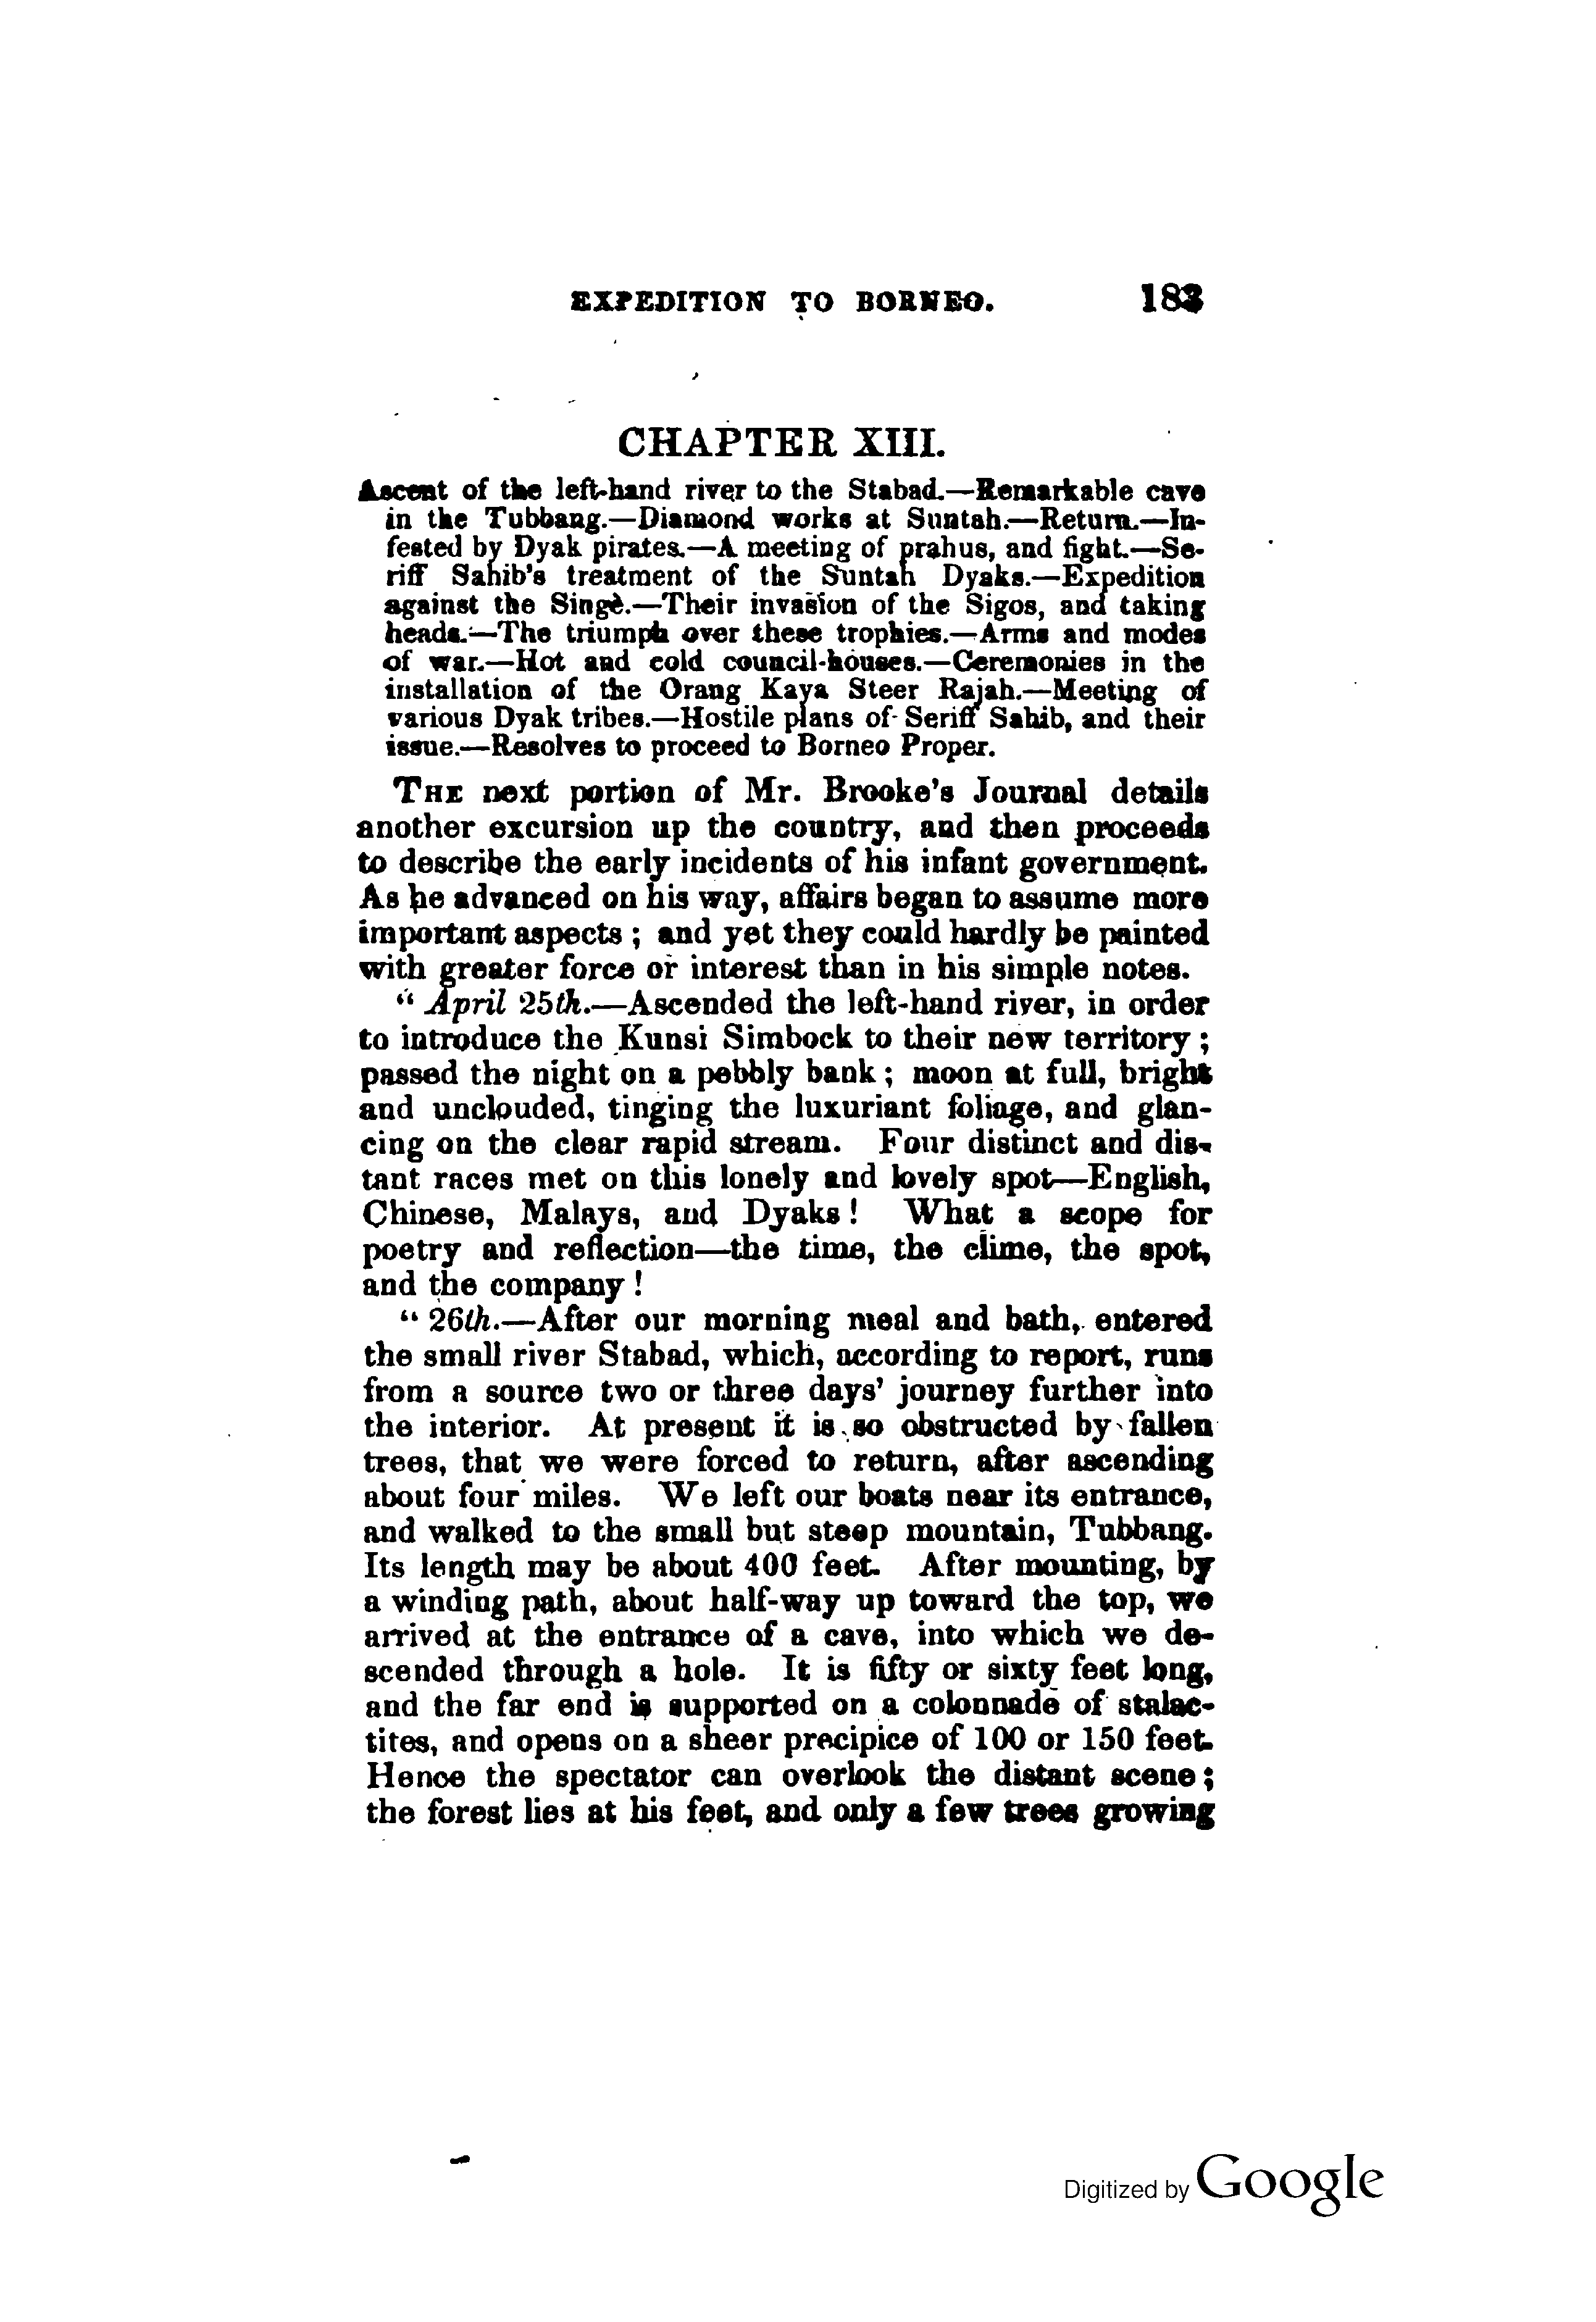 EXPEDITION TO BORNEO. 183
CHAPTER XIII.
Ascent of the left-hand river to the Stabad.—Remarkable cave
in the Tubbang.—Diamond works at Suntah.—Return.—In-
fested by Dyak pirates.—A meeting of prahus, and fight.—Se-
riff Sahib's treatment of the Suntah Dyaks.—Expedition
against the Singè.—Their invasion of the Sigos, and taking
heads.—The triumph over these trophies.—Arms and modes
of war.—Hot and cold council-houses.—Ceremonies in the
installation of the Orang Kaya Steer Rajah.—Meeting of
various Dyak tribes.—Hostile plans of Seriff Sahib, and their
issue.—Resolves to proceed to Borneo Proper.
THE next portion of Mr. Brooke's Journal details
another excursion up the country, and then proceeds
to describe the early incidents of his infant government.
As he advanced on his way, affairs began to assume more
important aspects ; and yet they could hardly be painted
with greater force or interest than in his simple notes.
“ April 25th.—Ascended the left-hand river, in order
to introduce the Kunsi Simbock to their new territory ;
passed the night on a pebbly bank ; moon at full, bright
and unclouded, tinging the luxuriant foliage, and glan-
cing on the clear rapid stream. Four distinct and dis-
tant races met on this lonely and lovely spot—English,
Chinese, Malays, and Dyaks ! What a scope for
poetry and reflection—the time, the clime, the spot,
and the company !
“ 26th.—After our morning meal and bath, entered
the small river Stabad, which, according to report, runs
from a source two or three days' journey further into
the interior. At present it is so obstructed by fallen
trees, that we were forced to return, after ascending
about four miles. We left our boats near its entrance,
and walked to the small but steep mountain, Tubbang.
Its length may be about 400 feet. After mounting, by
a winding path, about half-way up toward the top, we
arrived at the entrance of a cave, into which we de-
scended through a hole. It is fifty or sixty feet long,
and the far end is supported on a colonnade of stalac-
tites, and opens on a sheer precipice of 100 or 150 feet.
Hence the spectator can overlook the distant scene ;
the forest lies at his feet, and only a few trees growing
Digitized by Google